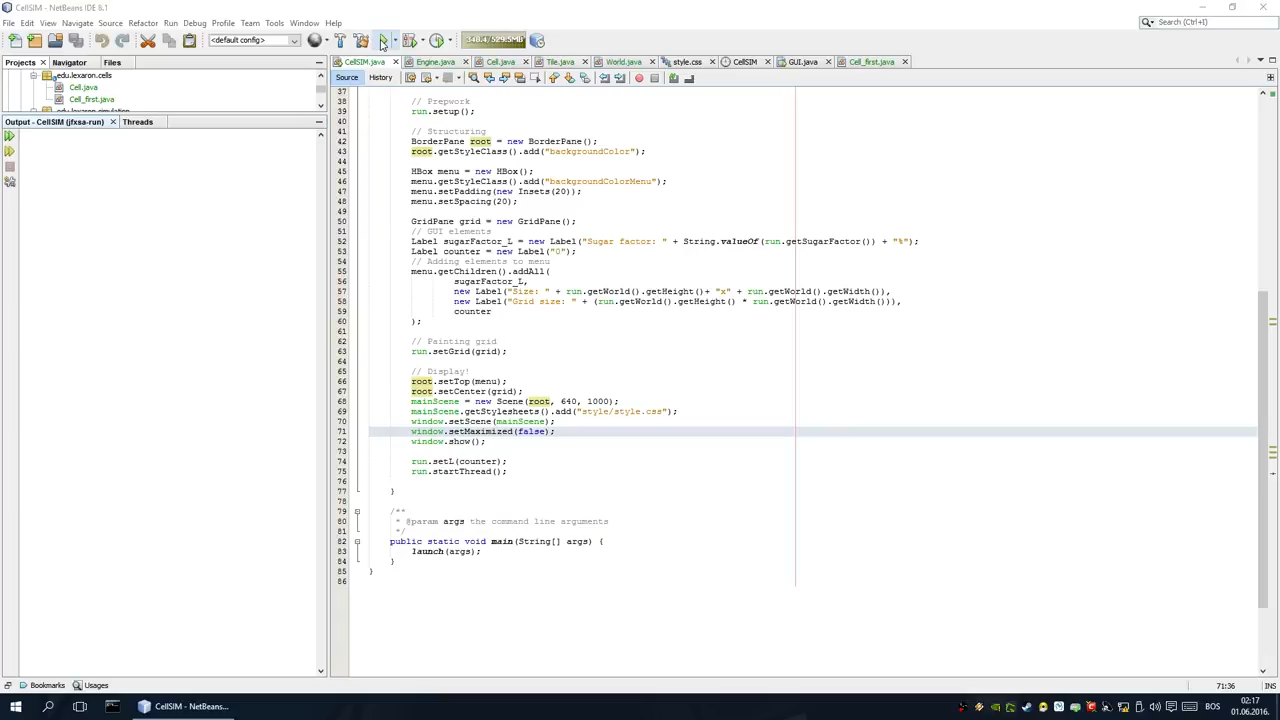 CellSIM - NetBeans IDE 8.1
File Edit View Navigate Source Refactor Run Debug Profile Team Tools Window Help
Search (Ctrl+I)
<default config>
340.4/529.5MB
Projects Files Navigator
CellSIM.java Engine.java Cell.java Tile.java World.java style.css CellSIM GUI.java Cell_first.java
Source History
edu.lexaron.cells
Cell.java
Cell_first.java
edu.lexaron.simulation
Output - CellSIM (jfxsa-run) Threads
37
38 // Prepwork
39 run.setup();
40
41 // Structuring
42 BorderPane root = new BorderPane();
43 root.getStyleClass().add("backgroundColor");
44
45 HBox menu = new HBox();
46 menu.getStyleClass().add("backgroundColorMenu");
47 menu.setPadding(new Insets(20));
48 menu.setSpacing(20);
49
50 GridPane grid = new GridPane();
51 // GUI elements
52 Label sugarFactor_L = new Label("Sugar factor: " + String.valueOf(run.getSugarFactor()) + "%");
53 Label counter = new Label("0");
54 // Adding elements to menu
55 menu.getChildren().addAll(
56 sugarFactor_L,
57 new Label("Size: " + run.getWorld().getHeight()+ "x" + run.getWorld().getWidth()),
58 new Label("Grid size: " + (run.getWorld().getHeight() * run.getWorld().getWidth())),
59 counter
60 );
61
62 // Painting grid
63 run.setGrid(grid);
64
65 // Display!
66 root.setTop(menu);
67 root.setCenter(grid);
68 mainScene = new Scene(root, 640, 1000);
69 mainScene.getStylesheets().add("style/style.css");
70 window.setScene(mainScene);
71 window.setMaximized(false);
72 window.show();
73
74 run.setL(counter);
75 run.startThread();
76
77 }
78
79 /**
80 * @param args the command line arguments
81 */
82 public static void main(String[] args) {
83 launch(args);
84 }
85 }
86
Bookmarks Usages
71:36 INS
CellSIM - NetBeans...
BOS
02:17
01.06.2016.